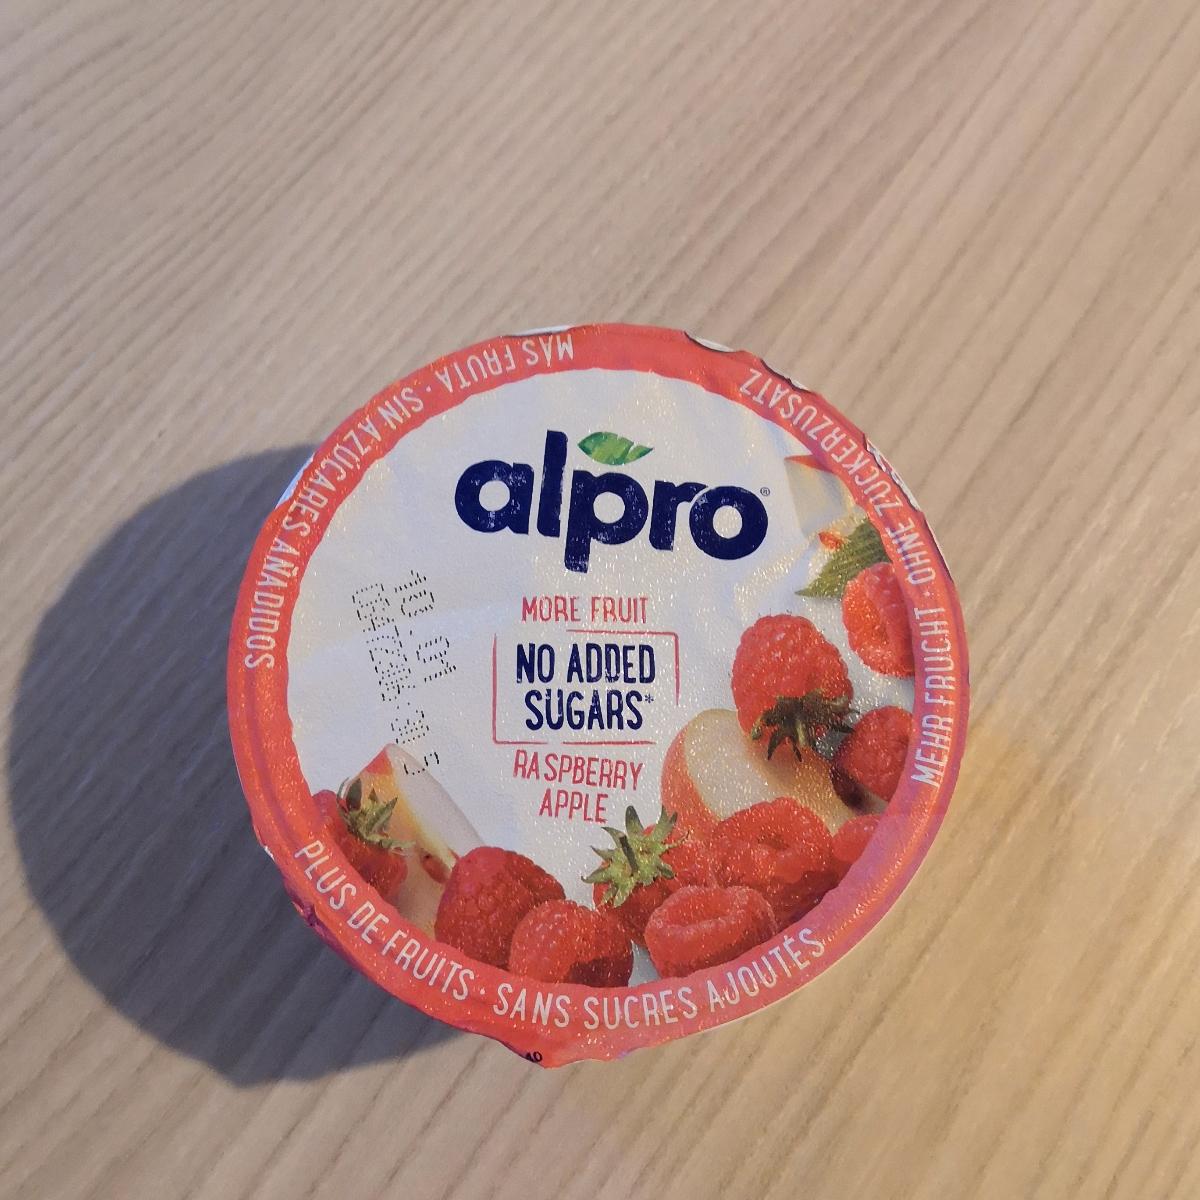 alpro®
MORE FRUIT
NO ADDED
SUGARS*
RASPBERRY
APPLE
MÁS FRUTA · SIN AZÚCARES AÑADIDOS
PLUS DE FRUITS · SANS SUCRES AJOUTÉS
MEHR FRUCHT · OHNE ZUCKERZUSATZ
40